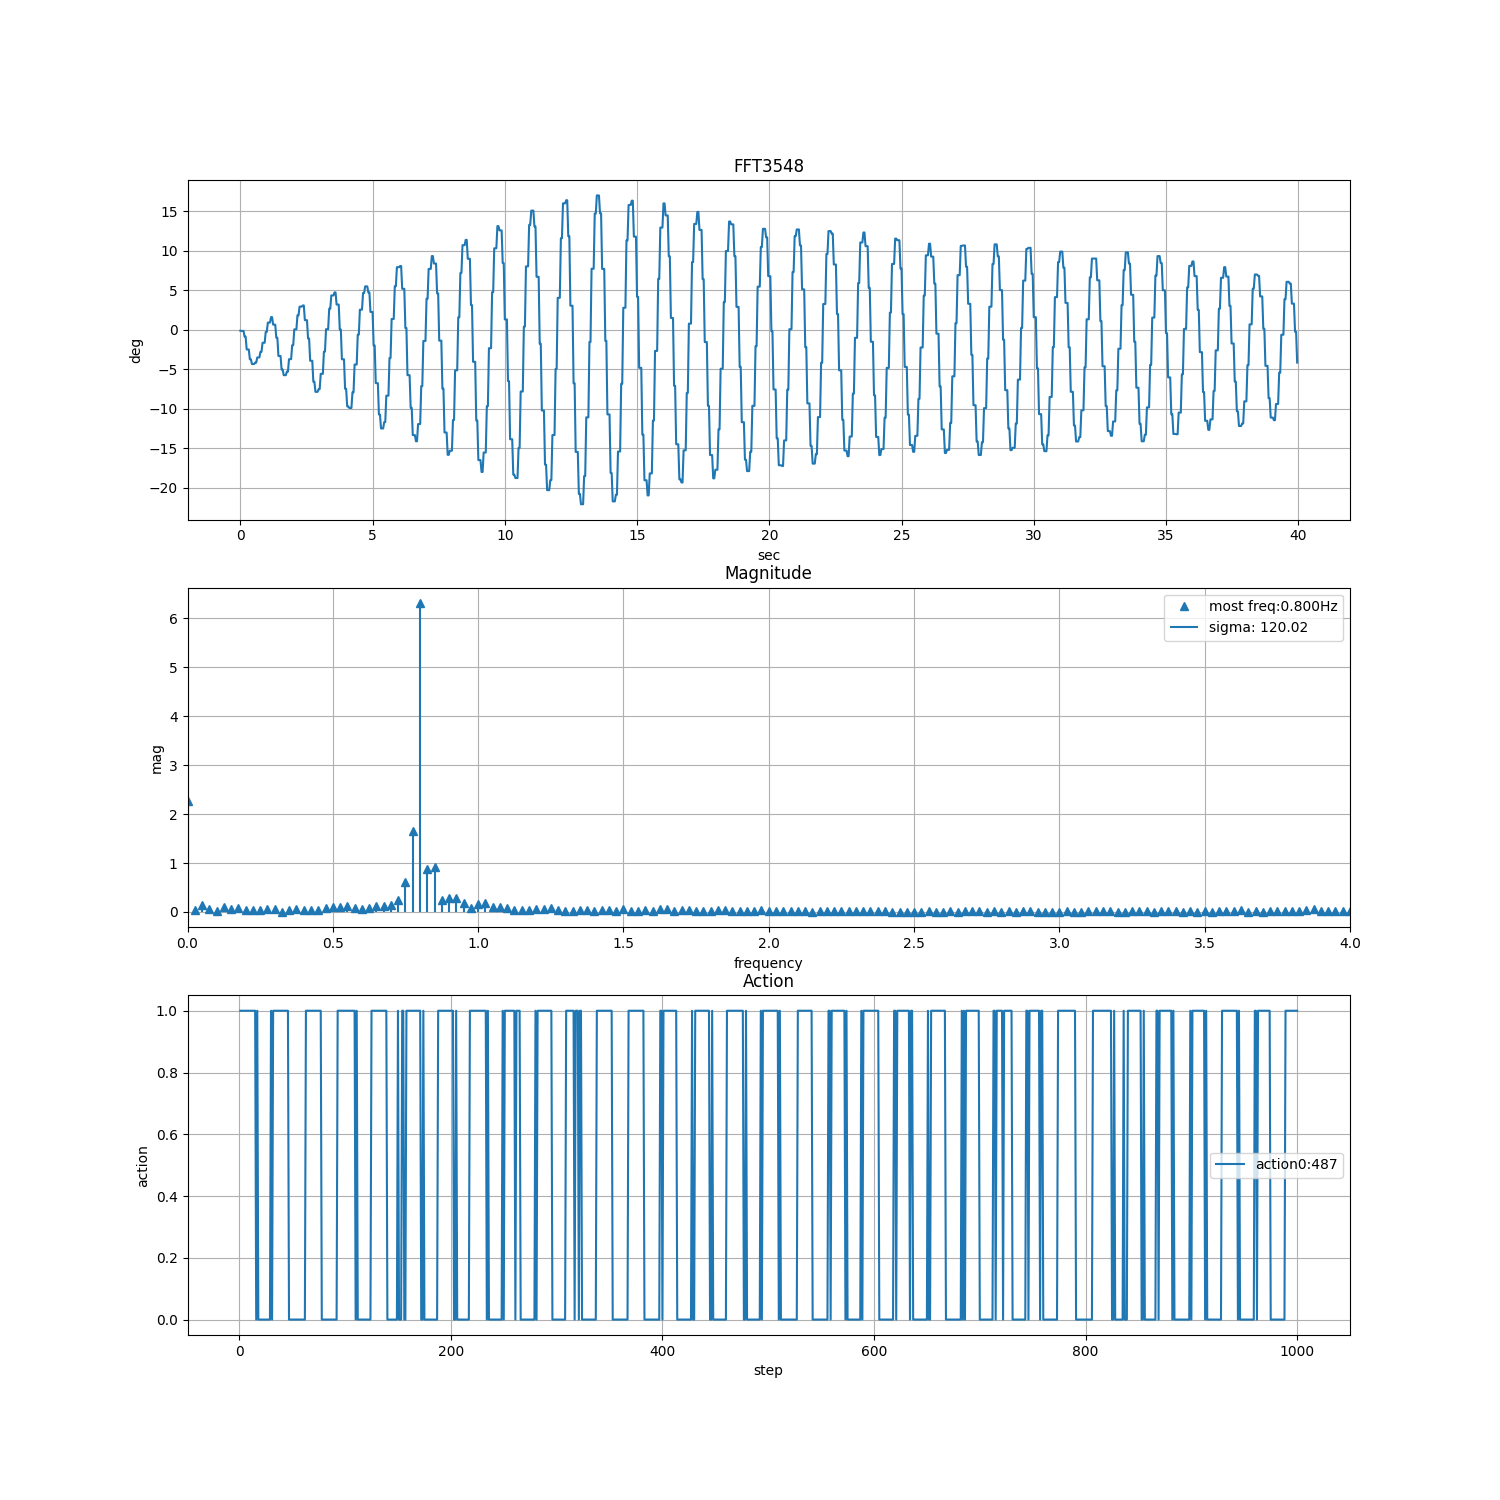 FFT3548
15
10
5
0
−5
−10
−15
−20
deg
0 5 10 15 20 25 30 35 40
sec
Magnitude
most freq:0.800Hz
sigma: 120.02
6
5
4
3
2
1
0
mag
0.0 0.5 1.0 1.5 2.0 2.5 3.0 3.5 4.0
frequency
Action
1.0
0.8
0.6
0.4
0.2
0.0
action
action0:487
0 200 400 600 800 1000
step